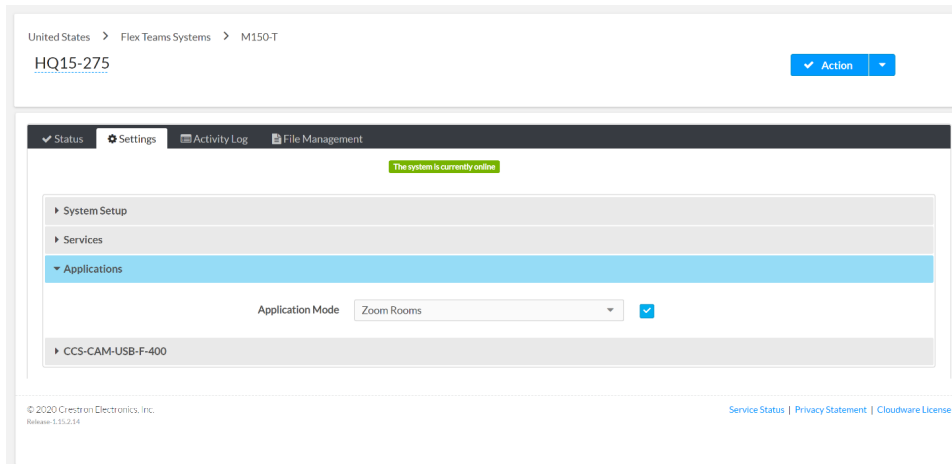 United States > Flex Teams Systems > M150-T
HQ15-275
Action
Status Settings Activity Log File Management
The system is currently online
System Setup
Services
Applications
Application Mode Zoom Rooms
CCS-CAM-USB-F-400
© 2020 Crestron Electronics, Inc. Service Status | Privacy Statement | Cloudware License
Release-1.15.2.14